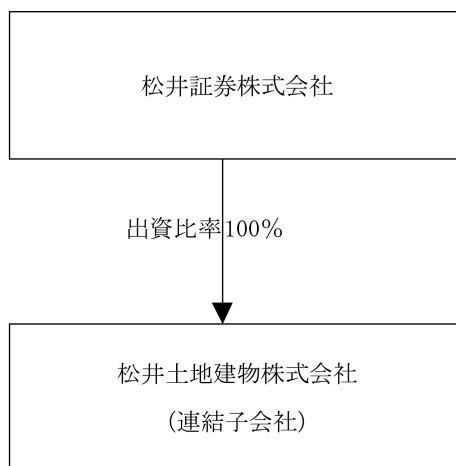 松井証券株式会社
出資比率100％
松井土地建物株式会社
（連結子会社）